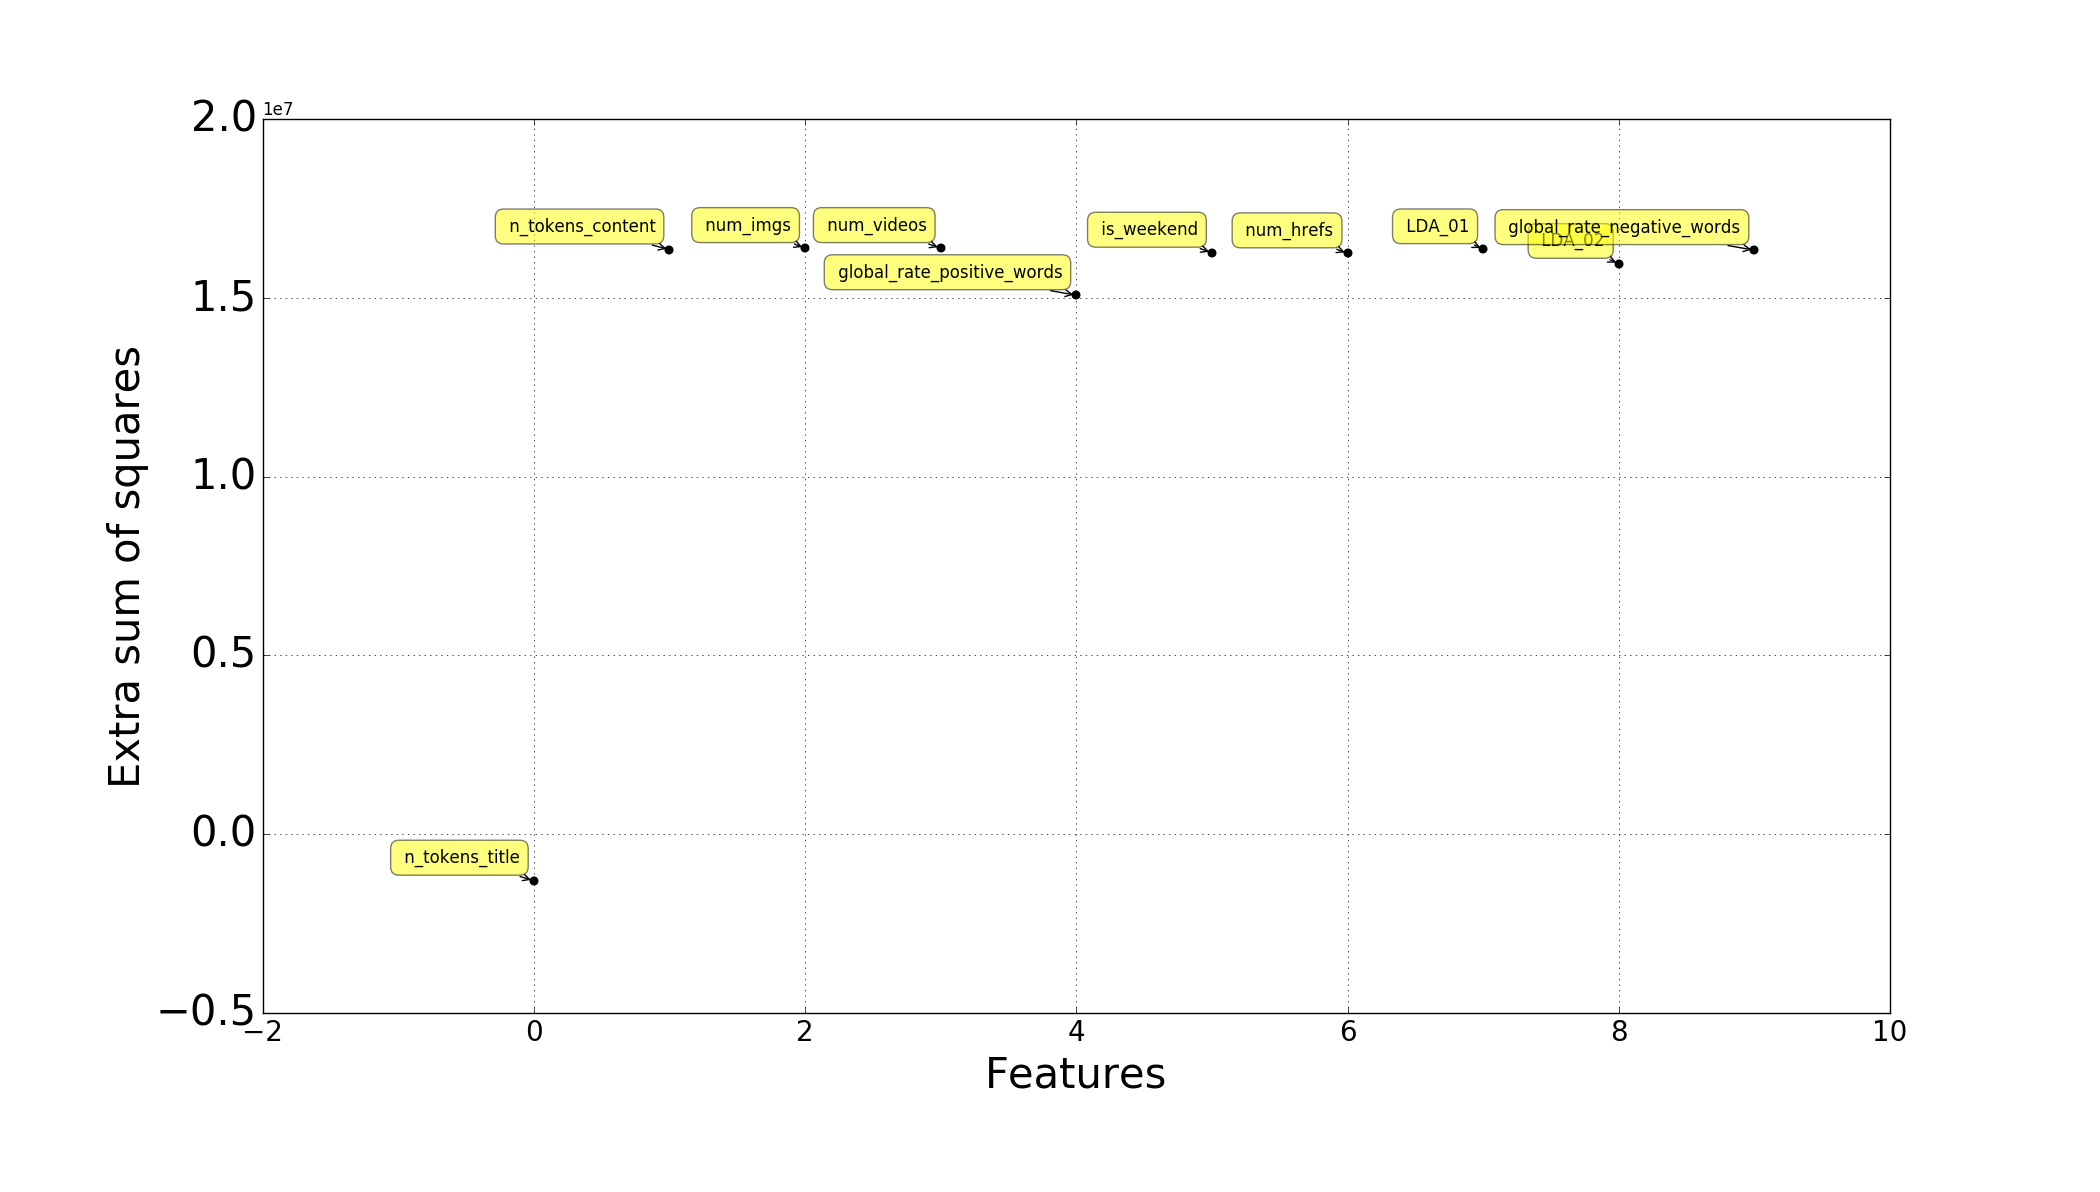 1e7
2.0
1.5
1.0
0.5
0.0
−0.5
Extra sum of squares
n_tokens_content
num_imgs
num_videos
global_rate_positive_words
is_weekend
num_hrefs
LDA_01
global_rate_negative_words
LDA_02
n_tokens_title
−2 0 2 4 6 8 10
Features